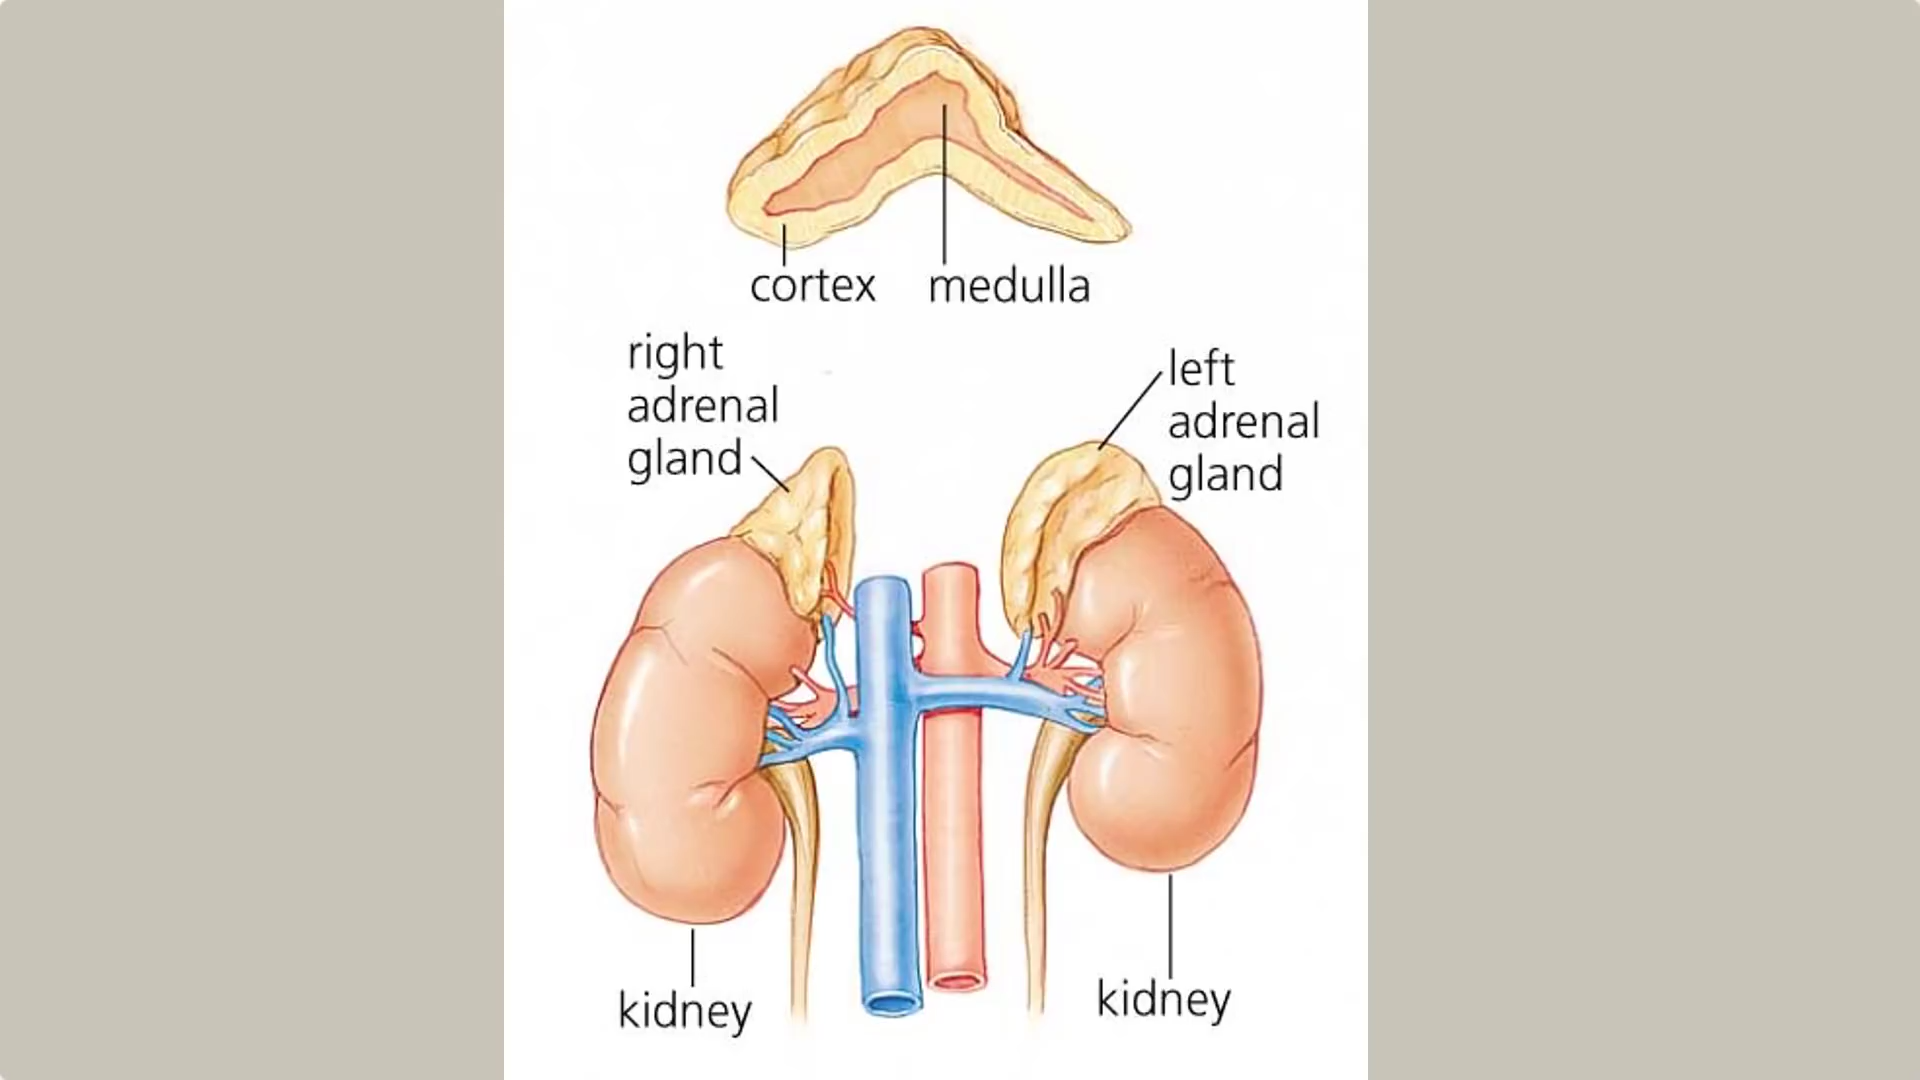 cortex
medulla
right
adrenal
gland
left
adrenal
gland
kidney
kidney